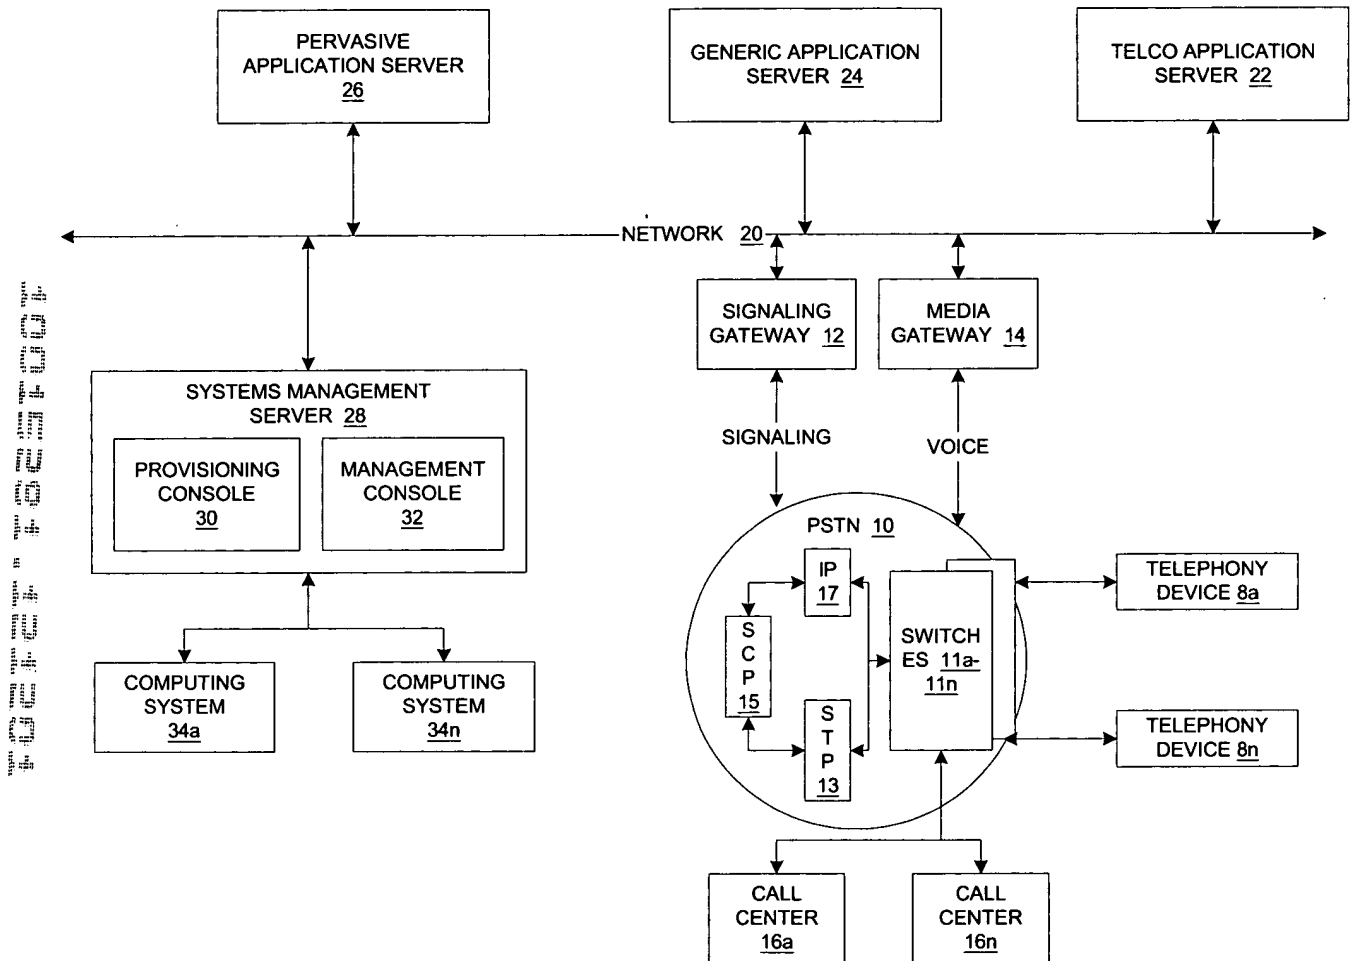 PERVASIVE
APPLICATION SERVER
26
GENERIC APPLICATION
SERVER 24
TELCO APPLICATION
SERVER 22
NETWORK 20
SIGNALING
GATEWAY 12
MEDIA
GATEWAY 14
SYSTEMS MANAGEMENT
SERVER 28
PROVISIONING
CONSOLE
30
MANAGEMENT
CONSOLE
32
SIGNALING
VOICE
PSTN 10
IP
17
S
C
P
15
S
T
P
13
SWITCH
ES 11a-
11n
TELEPHONY
DEVICE 8a
TELEPHONY
DEVICE 8n
COMPUTING
SYSTEM
34a
COMPUTING
SYSTEM
34n
CALL
CENTER
16a
CALL
CENTER
16n